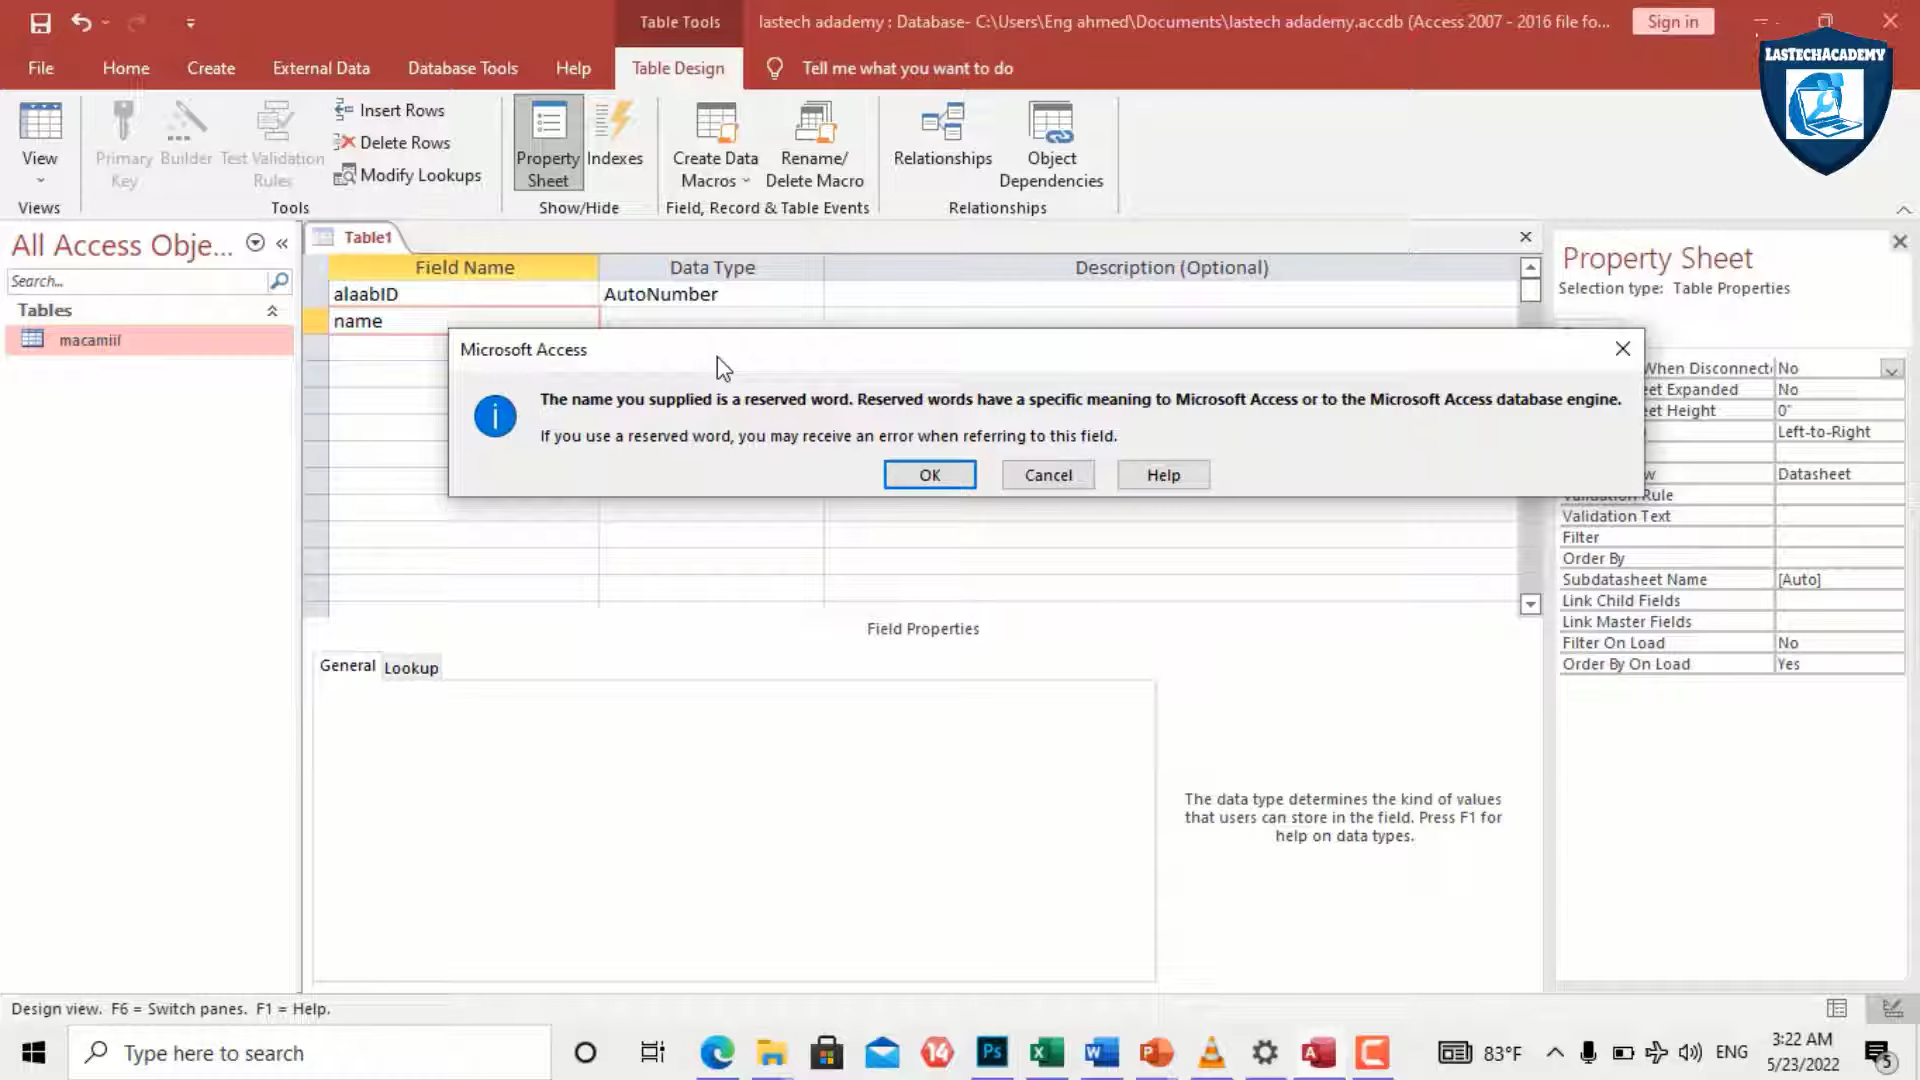 Table Tools
lastech adademy : Database- C:\Users\Eng ahmed\Documents\lastech adademy.accdb (Access 2007 - 2016 file fo...
Sign in
File
Home
Create
External Data
Database Tools
Help
Table Design
Tell me what you want to do
LASTECHACADEMY
View
Primary Key
Builder
Test Validation Rules
Insert Rows
Delete Rows
Modify Lookups
Property Sheet
Indexes
Create Data Macros
Rename/ Delete Macro
Relationships
Object Dependencies
Views
Tools
Show/Hide
Field, Record & Table Events
Relationships
All Access Obje...
Search...
Tables
macamiil
Table1
Field Name
Data Type
Description (Optional)
alaabID
AutoNumber
name
Microsoft Access
The name you supplied is a reserved word. Reserved words have a specific meaning to Microsoft Access or to the Microsoft Access database engine.
If you use a reserved word, you may receive an error when referring to this field.
OK
Cancel
Help
Property Sheet
Selection type: Table Properties
When Disconnect
No
et Expanded
No
et Height
0"
Left-to-Right
w
Datasheet
Validation Rule
Validation Text
Filter
Order By
Subdatasheet Name
[Auto]
Link Child Fields
Link Master Fields
Filter On Load
No
Order By On Load
Yes
Field Properties
General
Lookup
The data type determines the kind of values
that users can store in the field. Press F1 for
help on data types.
Design view. F6 = Switch panes. F1 = Help.
Type here to search
14
Ps
83°F
ENG
3:22 AM
5/23/2022
5